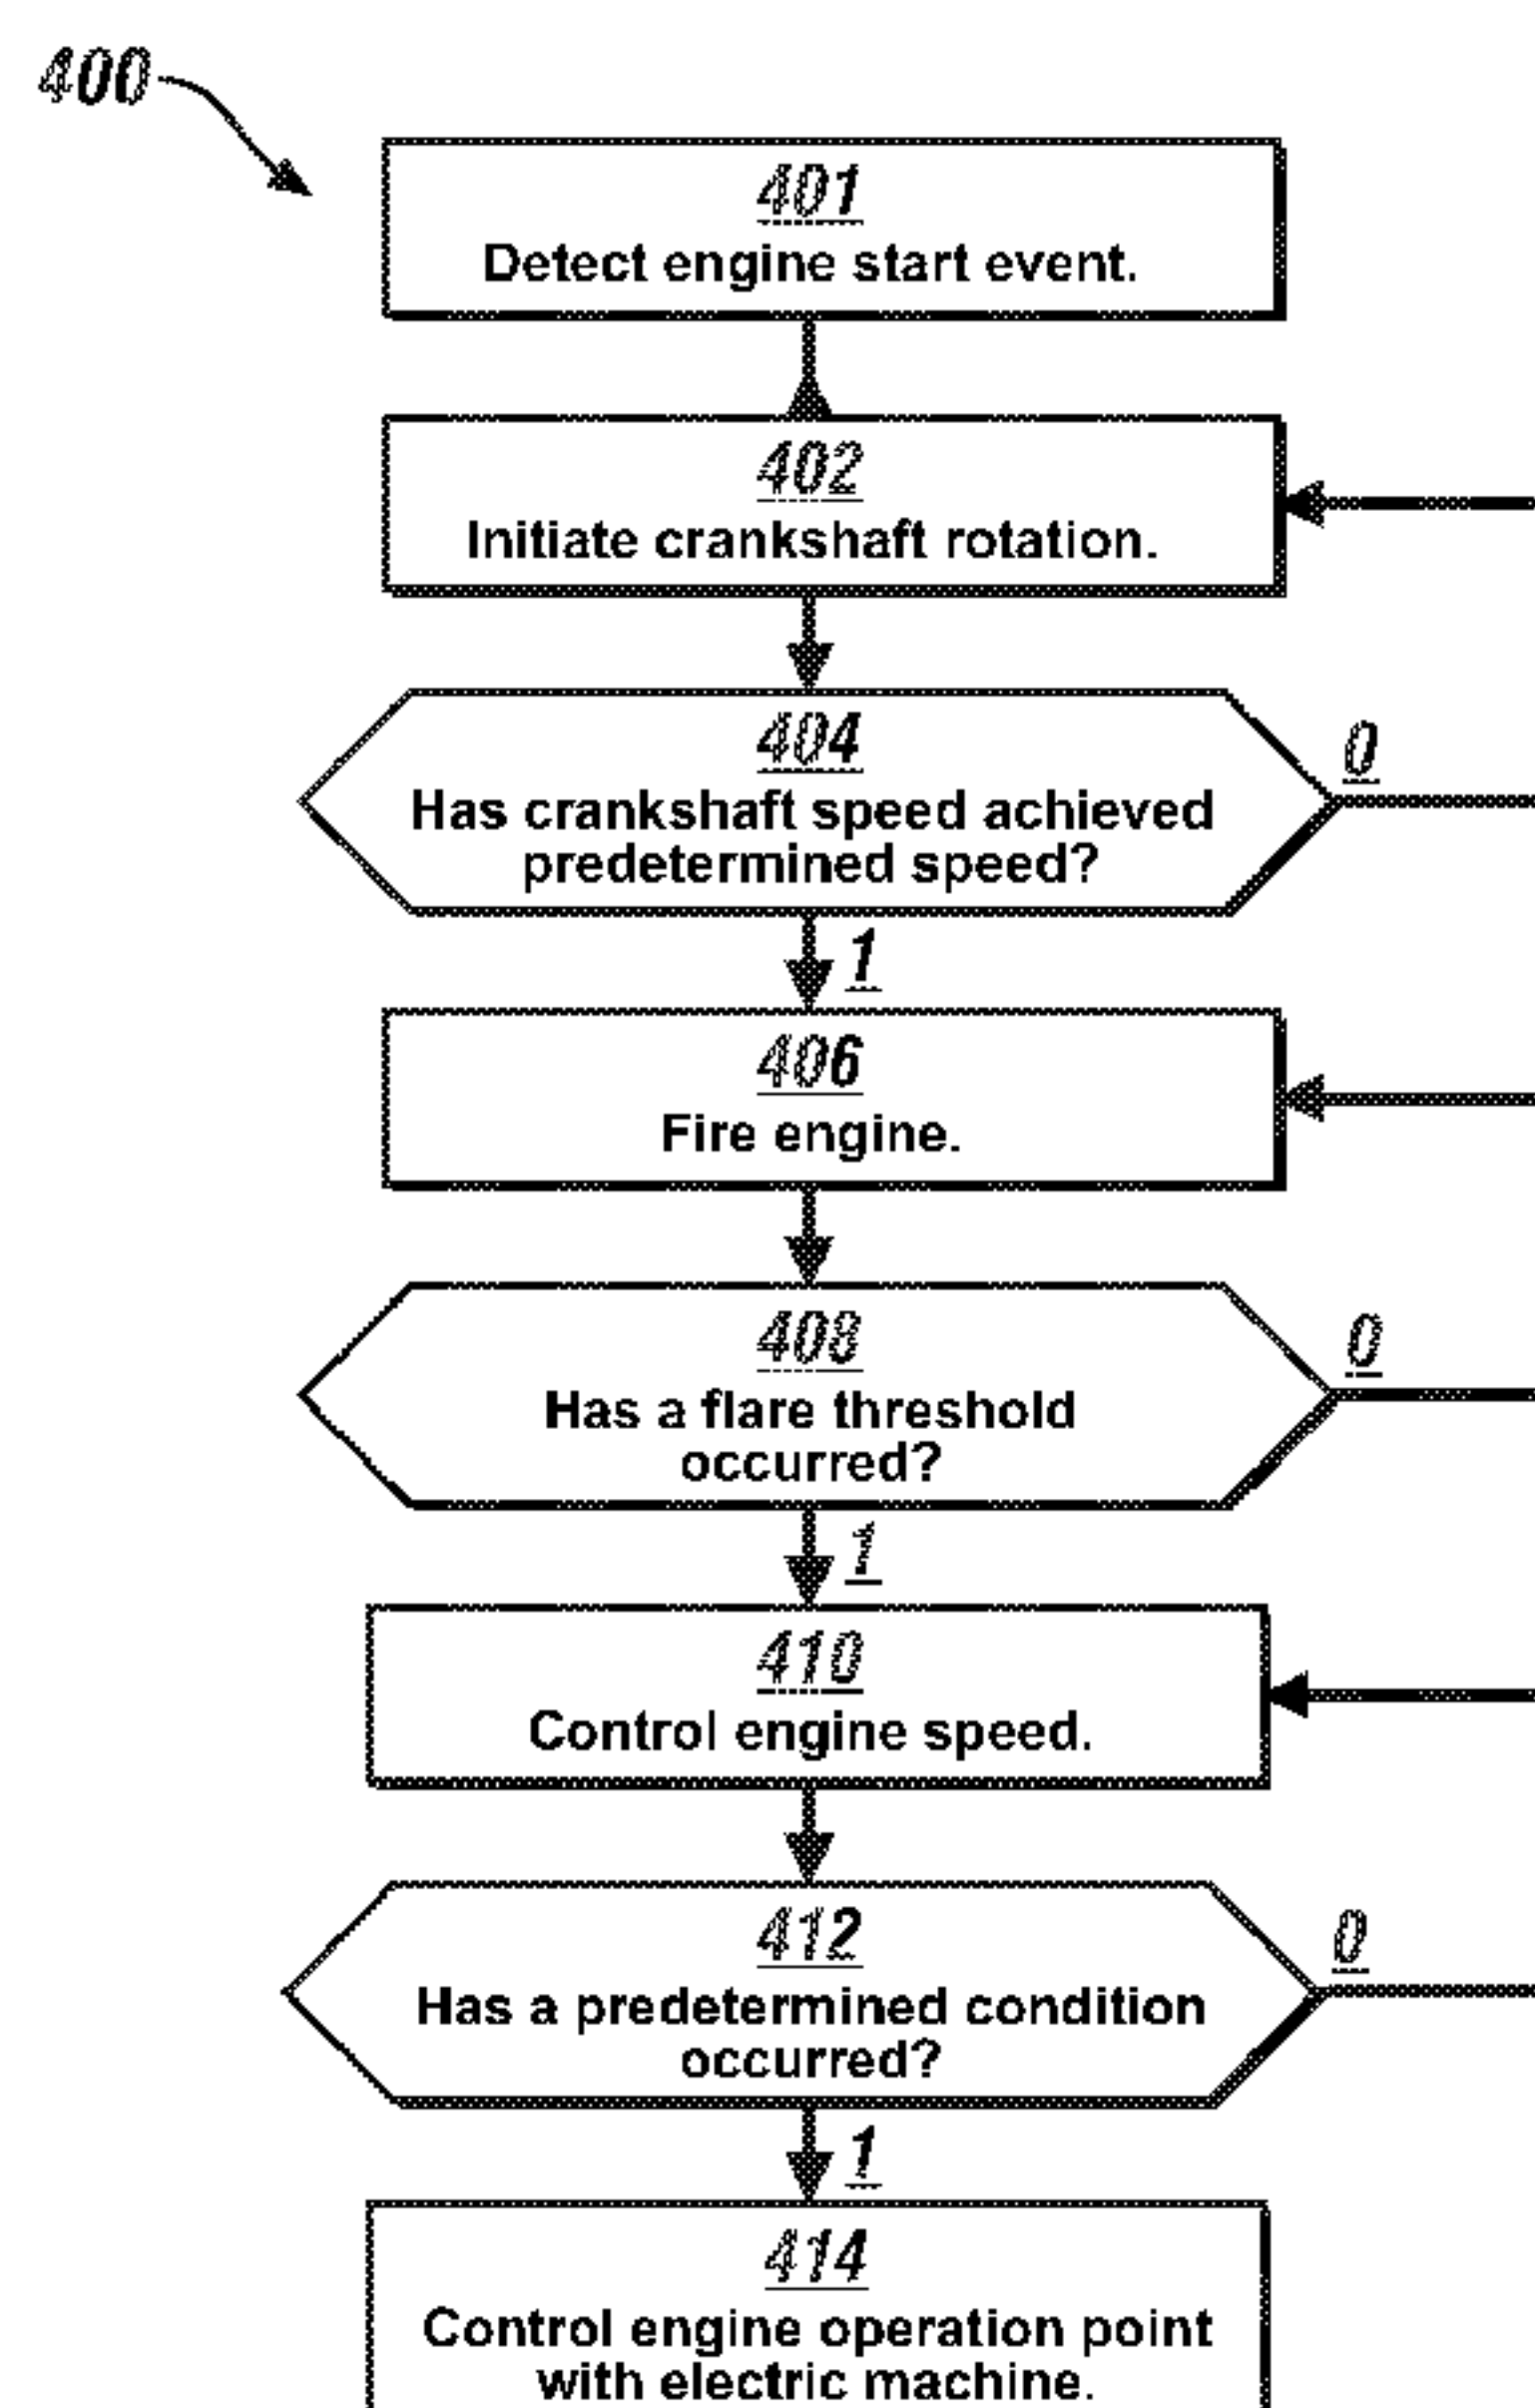 400
401
Detect engine start event.
402
Initiate crankshaft rotation.
404
Has crankshaft speed achieved
predetermined speed?
0
1
406
Fire engine.
408
Has a flare threshold
occurred?
0
1
410
Control engine speed.
412
Has a predetermined condition
occurred?
0
1
414
Control engine operation point
with electric machine.